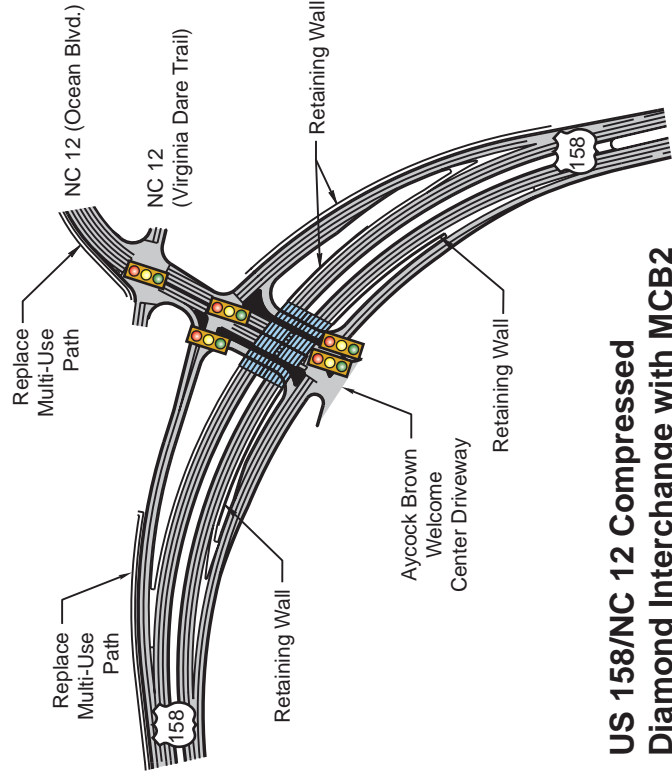 NC 12 (Ocean Blvd.)
NC 12
(Virginia Dare Trail)
Replace
Multi-Use
Path
Retaining Wall
Replace
Multi-Use
Path
158
Retaining Wall
Aycock Brown
Welcome
Center Driveway
Retaining Wall
158
US 158/NC 12 Compressed
Diamond Interchange with MCB2